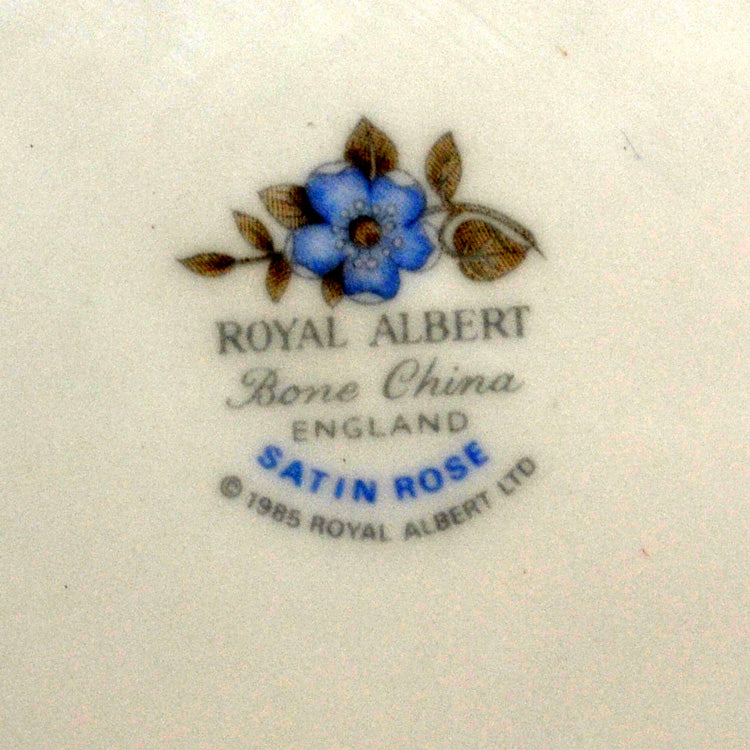 ROYAL ALBERT
Bone China
ENGLAND
SATIN ROSE
© 1985 ROYAL ALBERT LTD